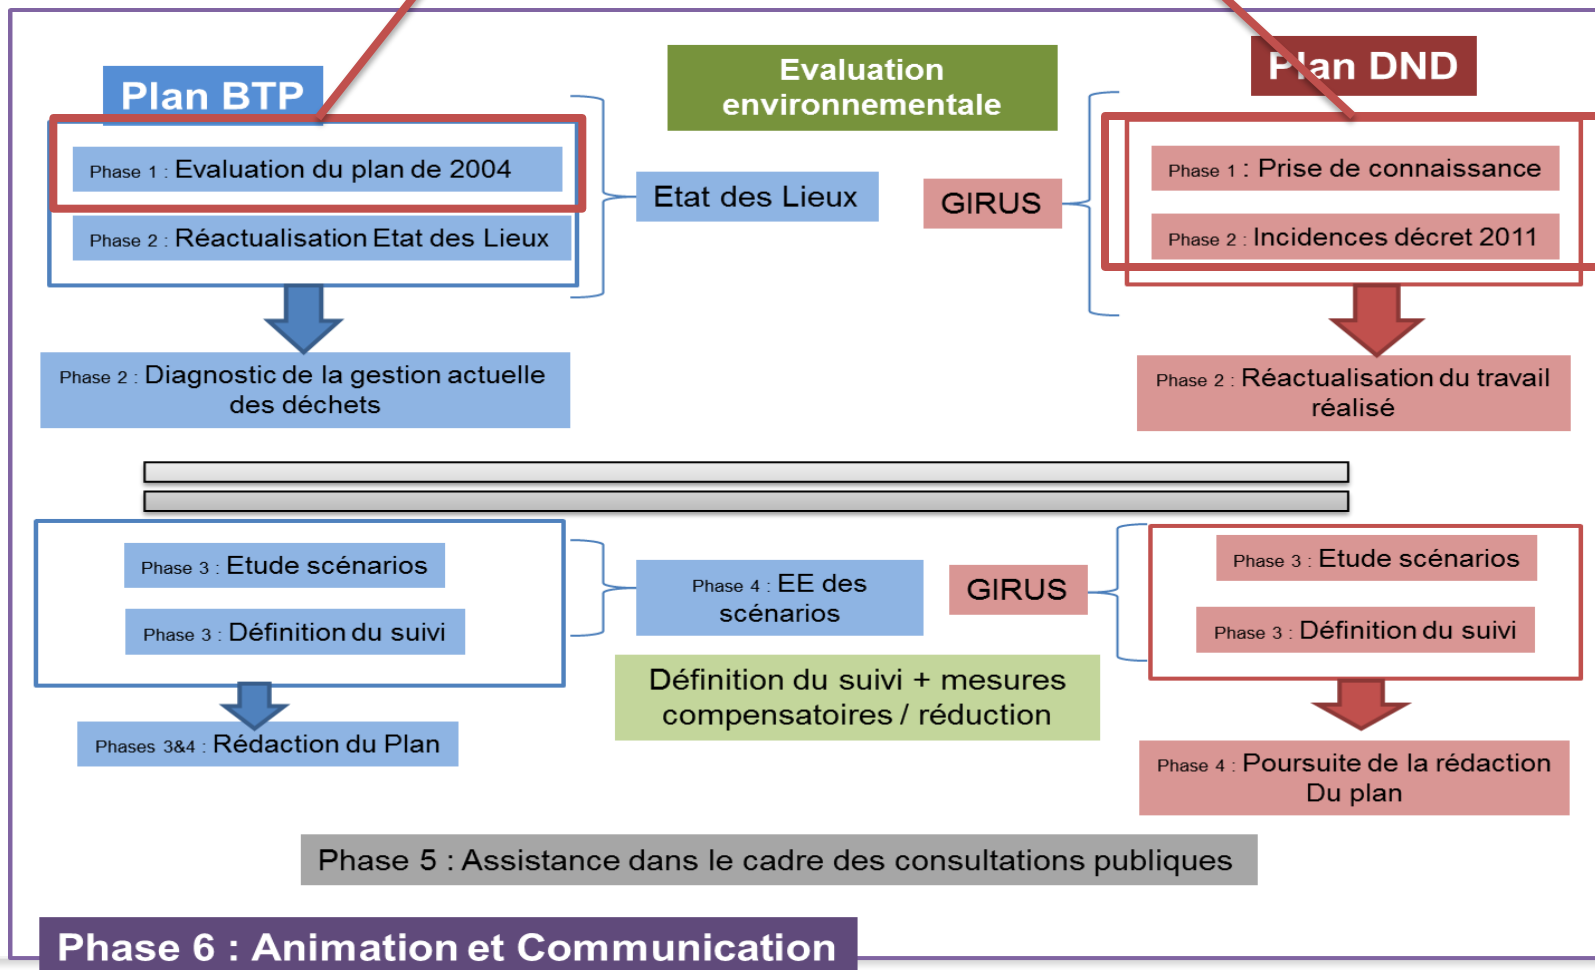 Plan BTP
Evaluation
environnementale
Plan DND
Phase 1 : Evaluation du plan de 2004
Phase 2 : Réactualisation Etat des Lieux
Etat des Lieux
GIRUS
Phase 1 : Prise de connaissance
Phase 2 : Incidences décret 2011
Phase 2 : Diagnostic de la gestion actuelle
des déchets
Phase 2 : Réactualisation du travail
réalisé
Phase 3 : Etude scénarios
Phase 3 : Définition du suivi
Phase 4 : EE des
scénarios
GIRUS
Phase 3 : Etude scénarios
Phase 3 : Définition du suivi
Définition du suivi + mesures
compensatoires / réduction
Phases 3&4 : Rédaction du Plan
Phase 4 : Poursuite de la rédaction
Du plan
Phase 5 : Assistance dans le cadre des consultations publiques
Phase 6 : Animation et Communication